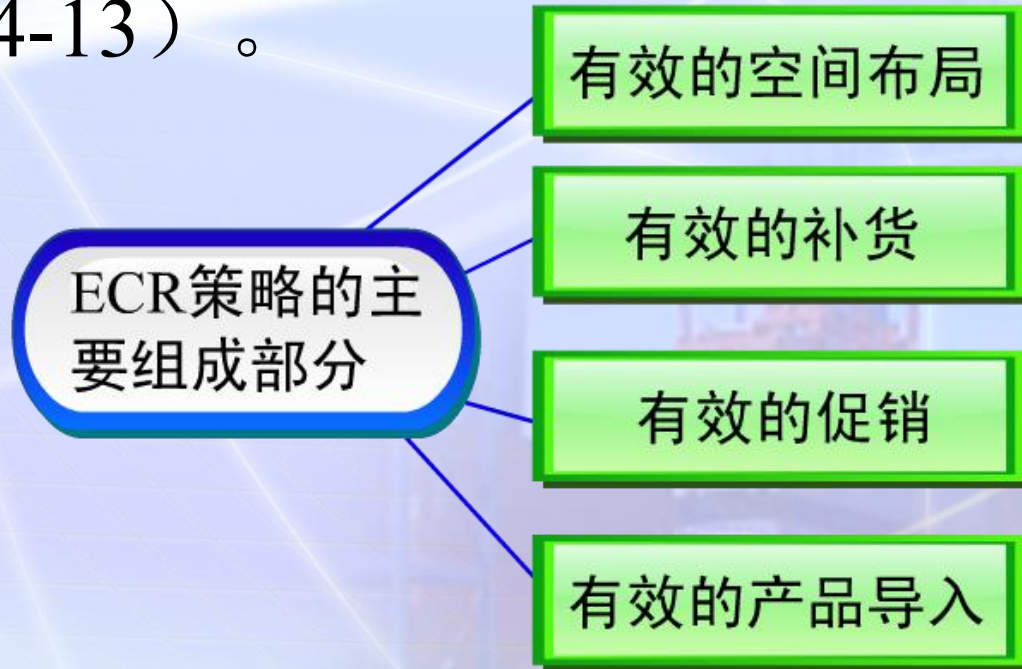 4-13）。
有效的空间布局
有效的补货
ECR策略的主
要组成部分
有效的促销
有效的产品导入